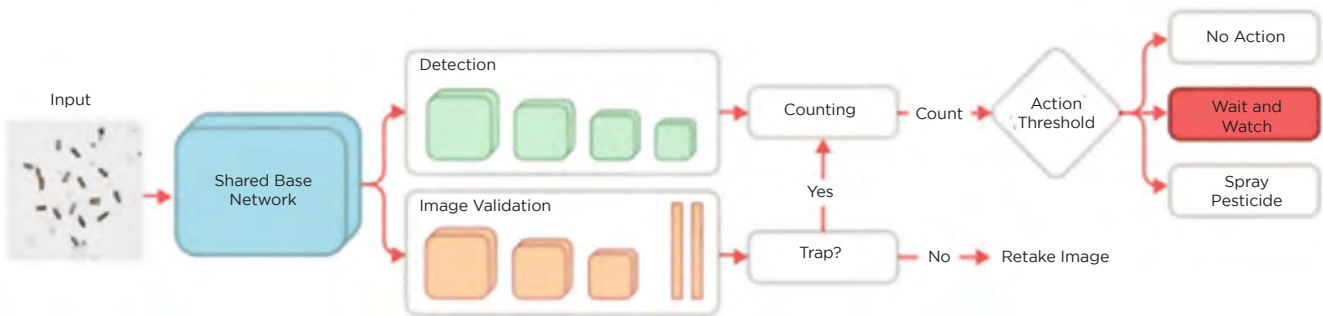 Input
Shared Base
Network
Detection
Image Validation
Counting
Yes
Trap?
Count
No
Retake Image
Action
Threshold
No Action
Wait and
Watch
Spray
Pesticide